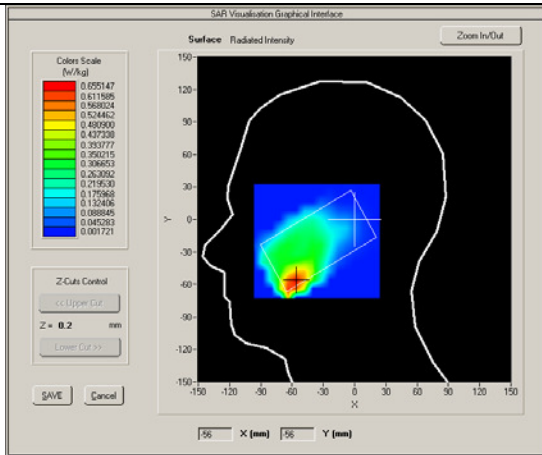 SAR Visualisation Graphical Interface
Surface Radiated Intensity
Zoom In/Out
Colors Scale
(W/kg)
0.655147
0.611585
0.568024
0.524462
0.480900
0.437338
0.393777
0.350215
0.306653
0.263092
0.219530
0.175968
0.132406
0.088845
0.045283
0.001721
Z-Cuts Control
<< Upper Cut
Z = 0.2 mm
Lower Cut >>
SAVE Cancel
150
120
90
60
30
0
-30
-60
-90
-120
-150
Y
-150 -120 -90 -60 -30 0 30 60 90 120 150
X
-56 X (mm) -56 Y (mm)